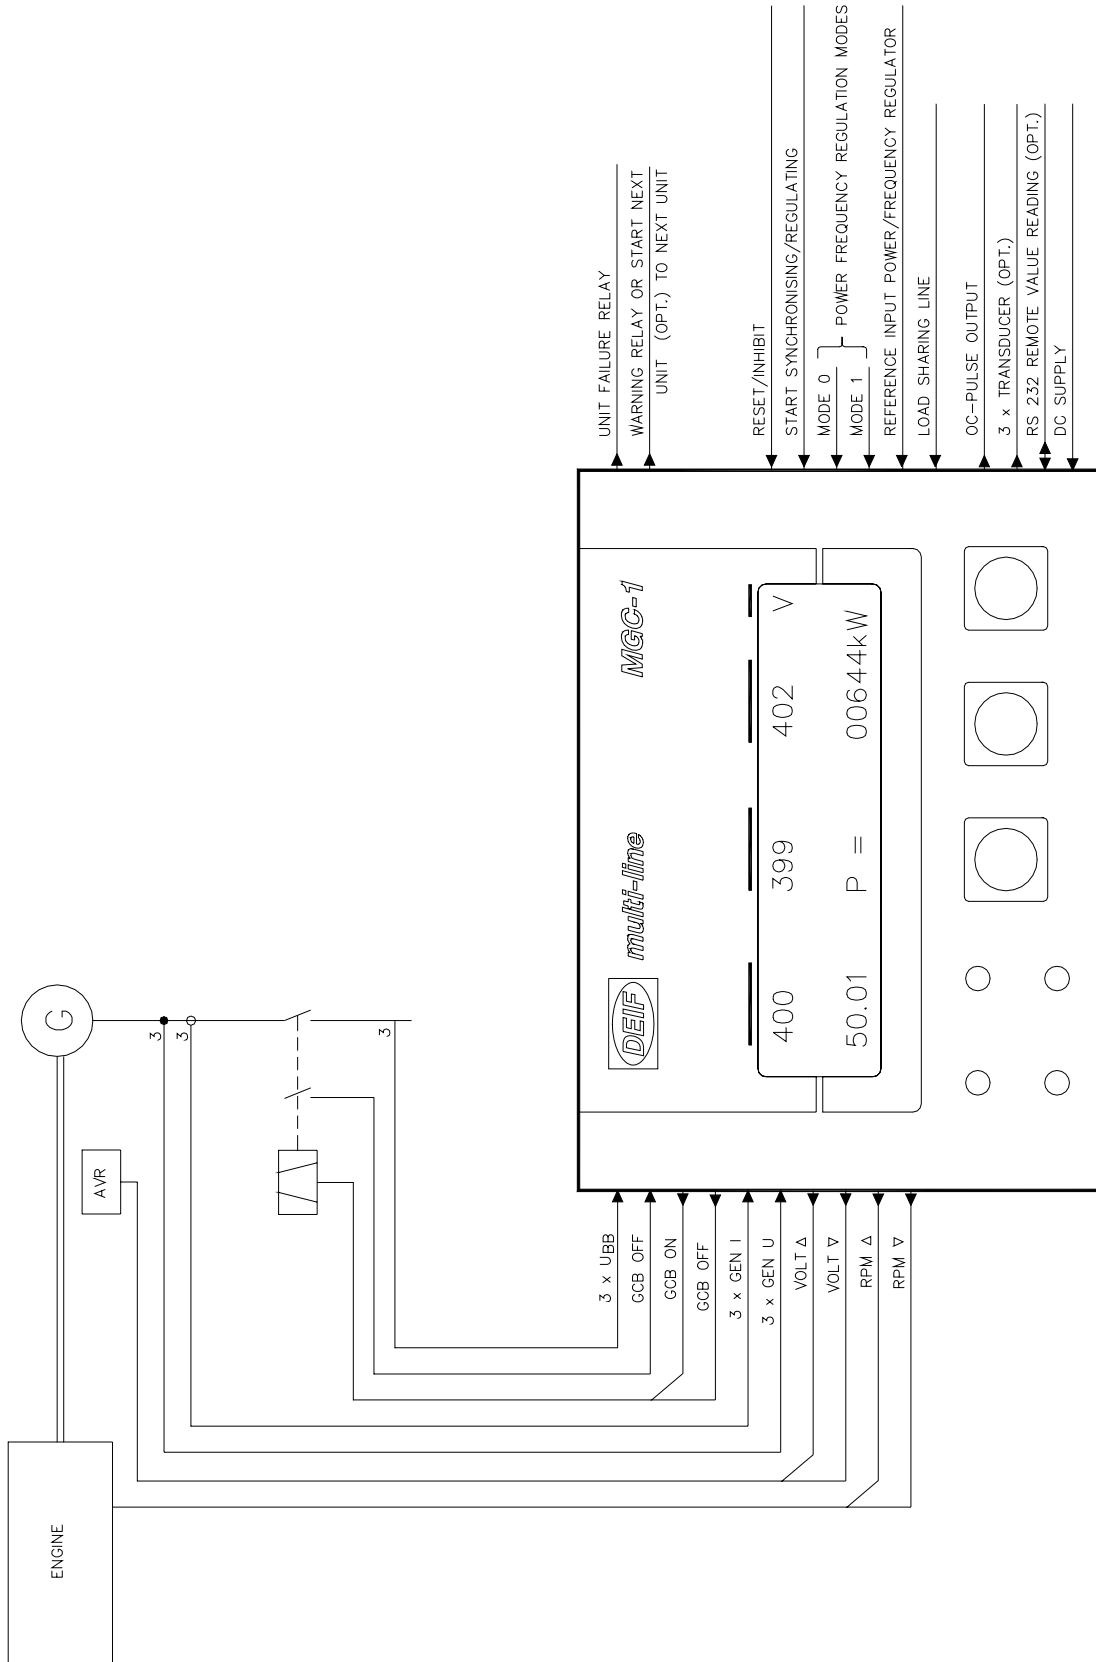 ENGINE
G
AVR
3
3
3
3 x UBB
GCB OFF
GCB ON
GCB OFF
3 x GEN I
3 x GEN U
VOLT △
VOLT ▽
RPM △
RPM ▽
DEIF multi-line MGC-1
400 399 402 V
50.01 P = 00644kW
UNIT FAILURE RELAY
WARNING RELAY OR START NEXT
UNIT (OPT.) TO NEXT UNIT
RESET/INHIBIT
START SYNCHRONISING/REGULATING
MODE 0
MODE 1
POWER FREQUENCY REGULATION MODES
REFERENCE INPUT POWER/FREQUENCY REGULATOR
LOAD SHARING LINE
OC-PULSE OUTPUT
3 x TRANSDUCER (OPT.)
RS 232 REMOTE VALUE READING (OPT.)
DC SUPPLY